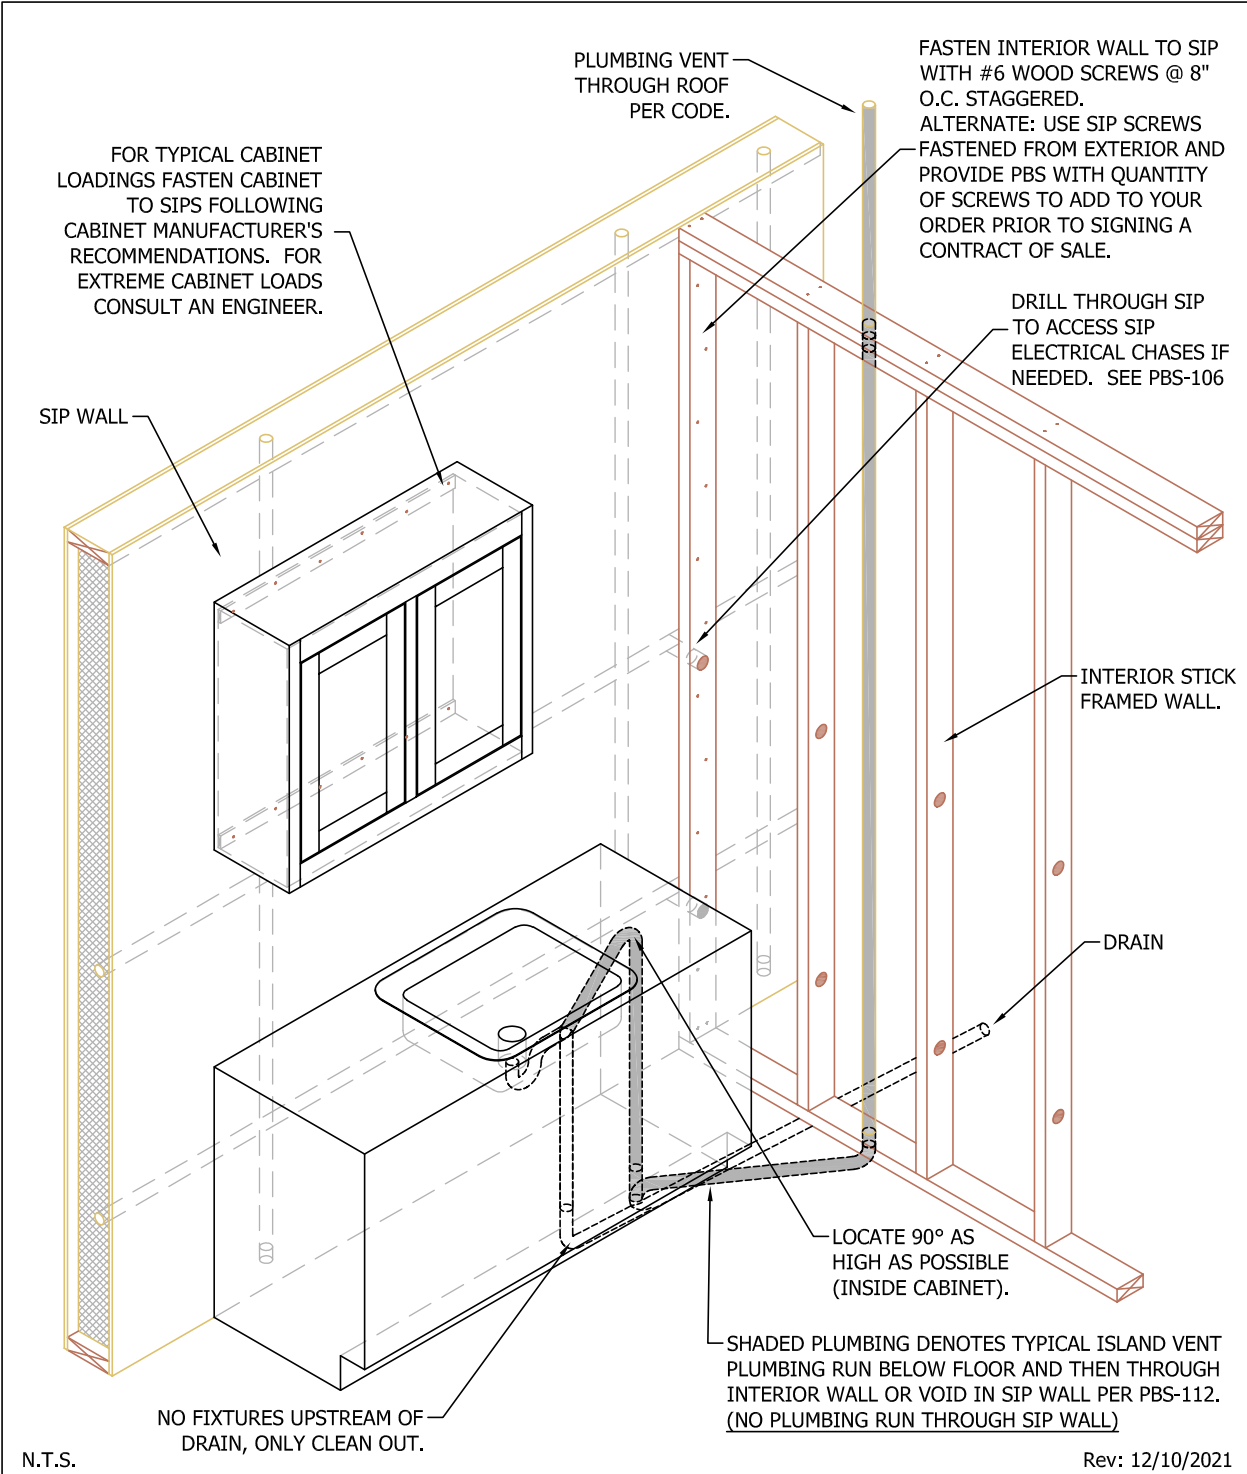 PLUMBING VENT
THROUGH ROOF
PER CODE.
FASTEN INTERIOR WALL TO SIP
WITH #6 WOOD SCREWS @ 8"
O.C. STAGGERED.
ALTERNATE: USE SIP SCREWS
FASTENED FROM EXTERIOR AND
PROVIDE PBS WITH QUANTITY
OF SCREWS TO ADD TO YOUR
ORDER PRIOR TO SIGNING A
CONTRACT OF SALE.
FOR TYPICAL CABINET
LOADINGS FASTEN CABINET
TO SIPS FOLLOWING
CABINET MANUFACTURER'S
RECOMMENDATIONS. FOR
EXTREME CABINET LOADS
CONSULT AN ENGINEER.
DRILL THROUGH SIP
TO ACCESS SIP
ELECTRICAL CHASES IF
NEEDED. SEE PBS-106
SIP WALL
INTERIOR STICK
FRAMED WALL.
DRAIN
LOCATE 90° AS
HIGH AS POSSIBLE
(INSIDE CABINET).
SHADED PLUMBING DENOTES TYPICAL ISLAND VENT
PLUMBING RUN BELOW FLOOR AND THEN THROUGH
INTERIOR WALL OR VOID IN SIP WALL PER PBS-112.
(NO PLUMBING RUN THROUGH SIP WALL)
NO FIXTURES UPSTREAM OF
DRAIN, ONLY CLEAN OUT.
N.T.S.
Rev: 12/10/2021